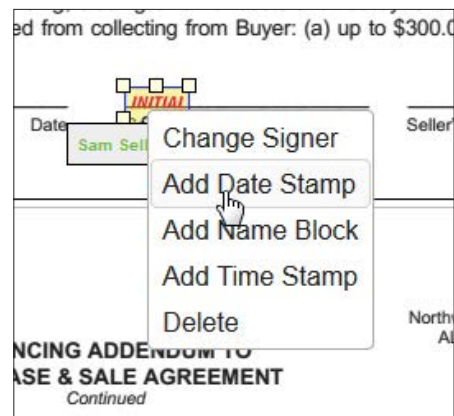 ed from collecting from Buyer: (a) up to $300.0
INITIAL
Date
Seller'
Sam Sell
Change Signer
Add Date Stamp
Add Name Block
Add Time Stamp
Delete
North
AL
NCING ADDENDUM TO
ASE & SALE AGREEMENT
Continued